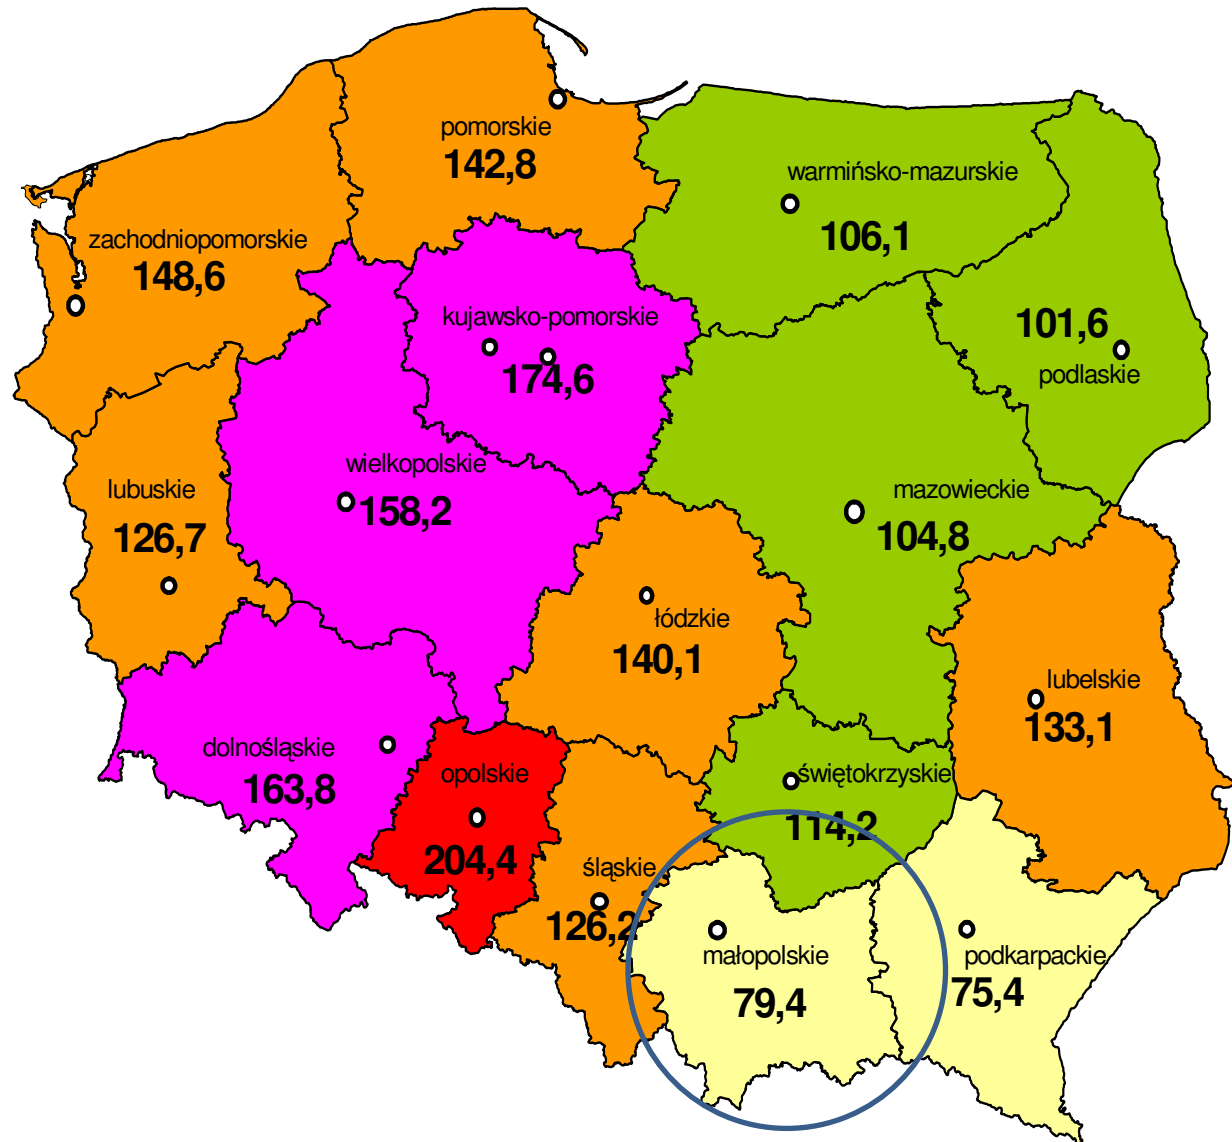 pomorskie
142,8
warmińsko-mazurskie
106,1
zachodniopomorskie
148,6
kujawsko-pomorskie
174,6
101,6
podlaskie
wielkopolskie
158,2
lubuskie
126,7
mazowieckie
104,8
łódzkie
140,1
lubelskie
133,1
dolnośląskie
163,8
opolskie
204,4
świętokrzyskie
114,2
śląskie
126,2
małopolskie
79,4
podkarpackie
75,4